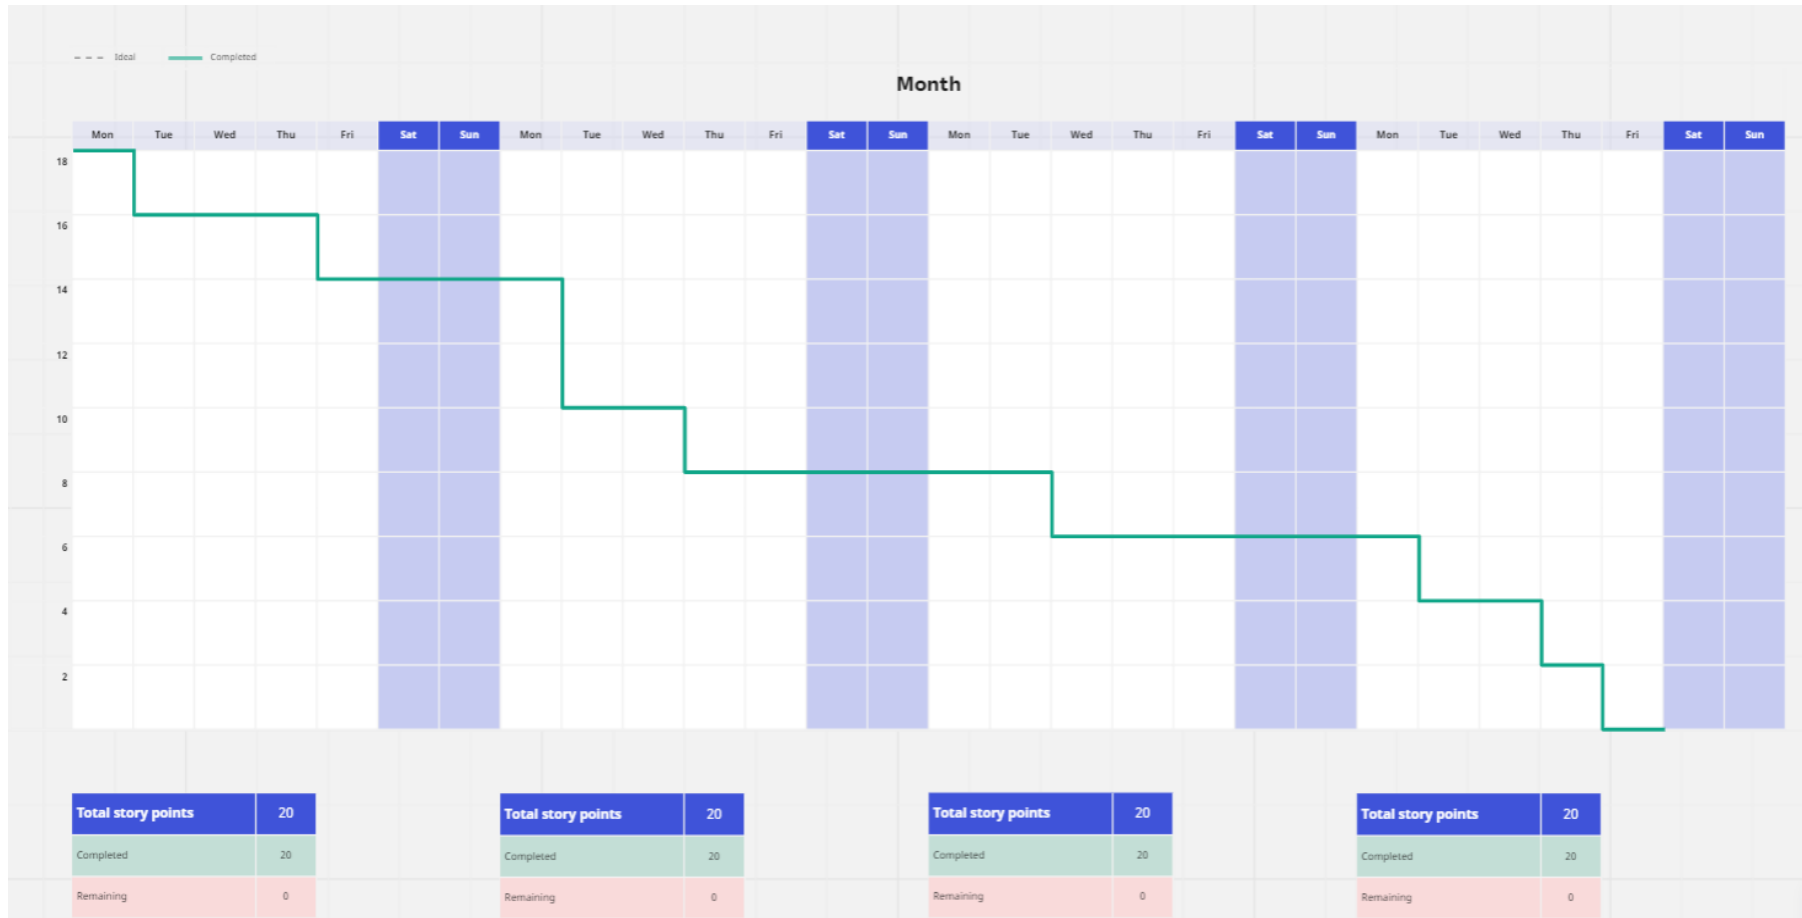 Ideal Completed
Month
Mon Tue Wed Thu Fri Sat Sun Mon Tue Wed Thu Fri Sat Sun Mon Tue Wed Thu Fri Sat Sun Mon Tue Wed Thu Fri Sat Sun
18
16
14
12
10
8
6
4
2
Total story points 20 Total story points 20 Total story points 20 Total story points 20
Completed 20 Completed 20 Completed 20 Completed 20
Remaining 0 Remaining 0 Remaining 0 Remaining 0